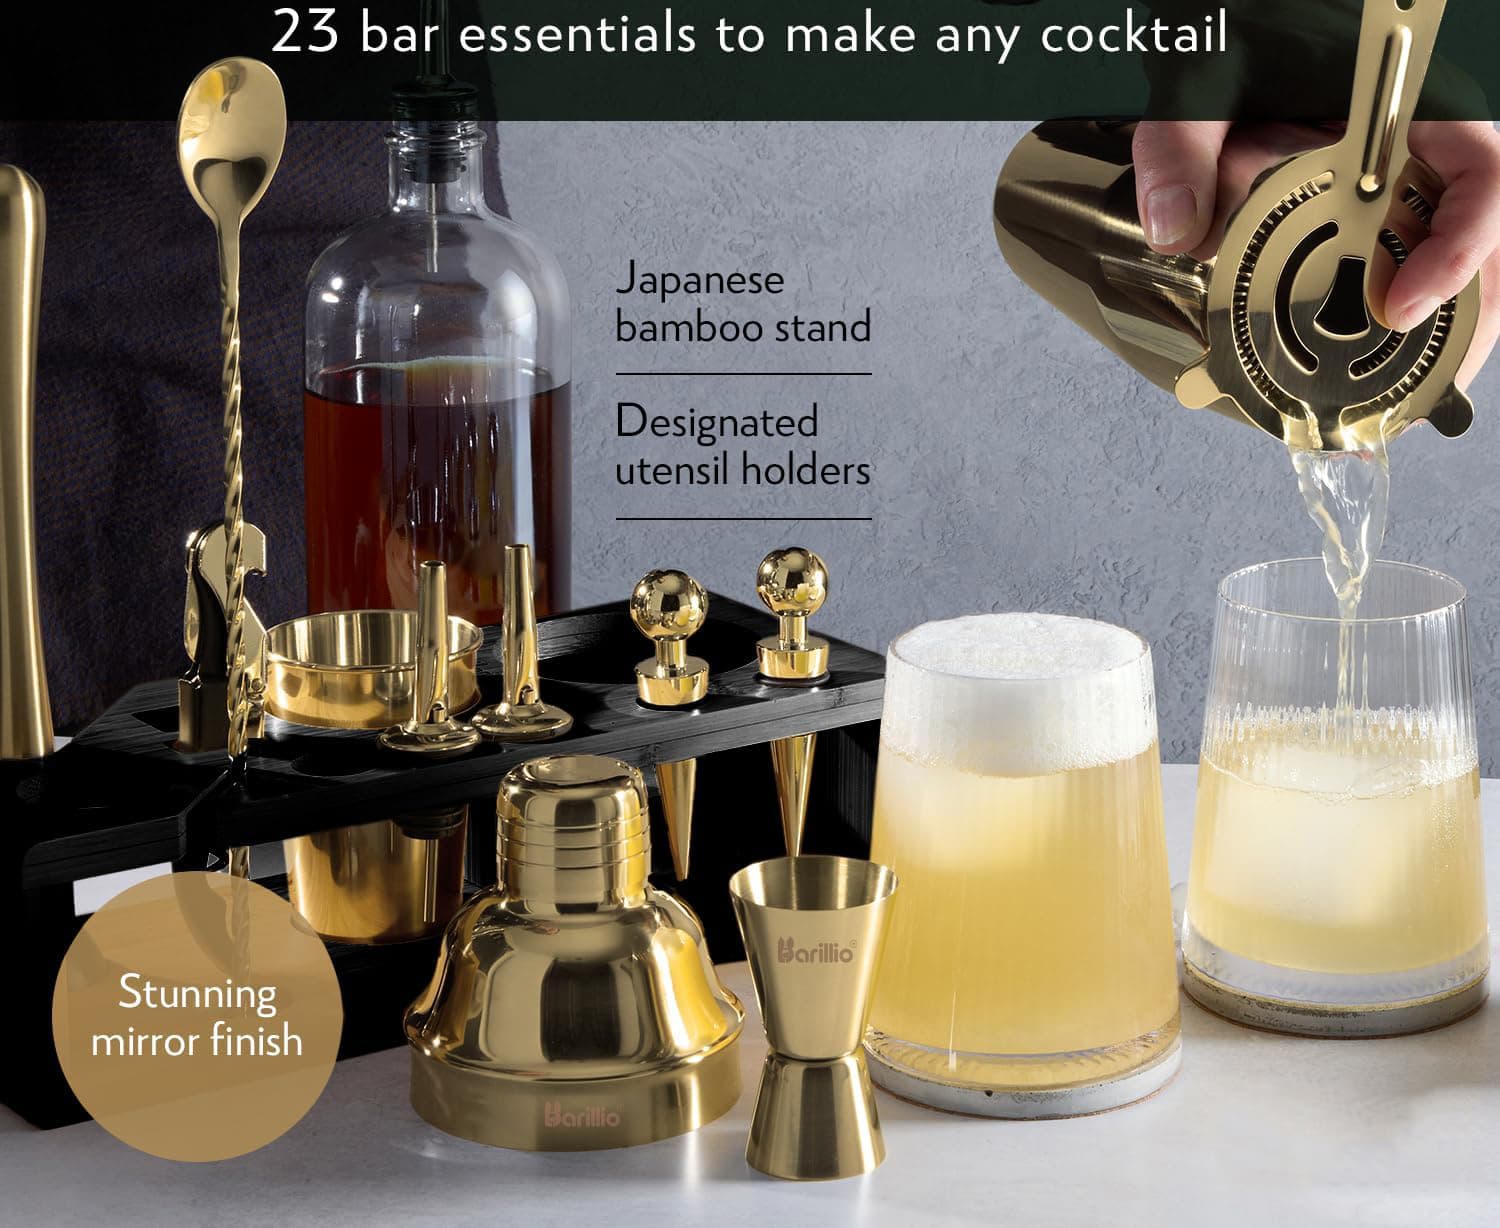 23 bar essentials to make any cocktail
Japanese
bamboo stand
Designated
utensil holders
Stunning
mirror finish
Barillio®
Barillio